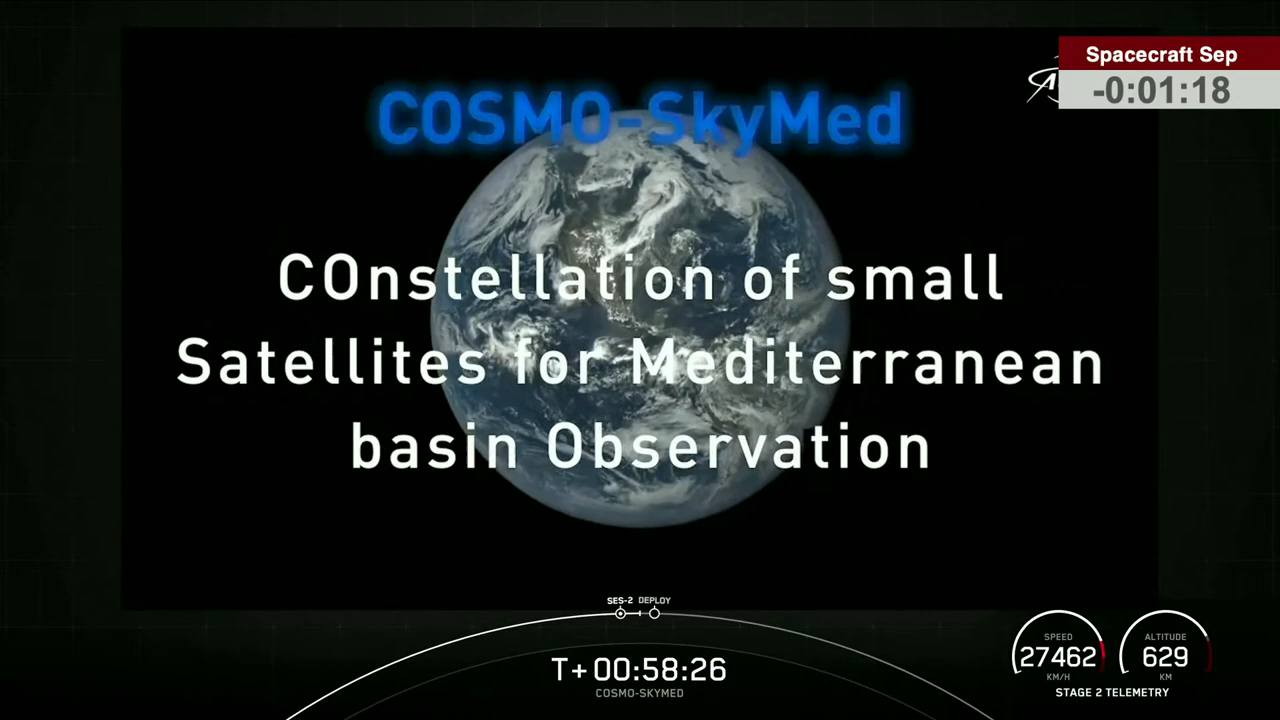 Spacecraft Sep
-0:01:18
COSMO-SkyMed
COnstellation of small
Satellites for Mediterranean
basin Observation
SES-2 DEPLOY
T+00:58:26
COSMO-SKYMED
SPEED
27462
KM/H
ALTITUDE
629
KM
STAGE 2 TELEMETRY